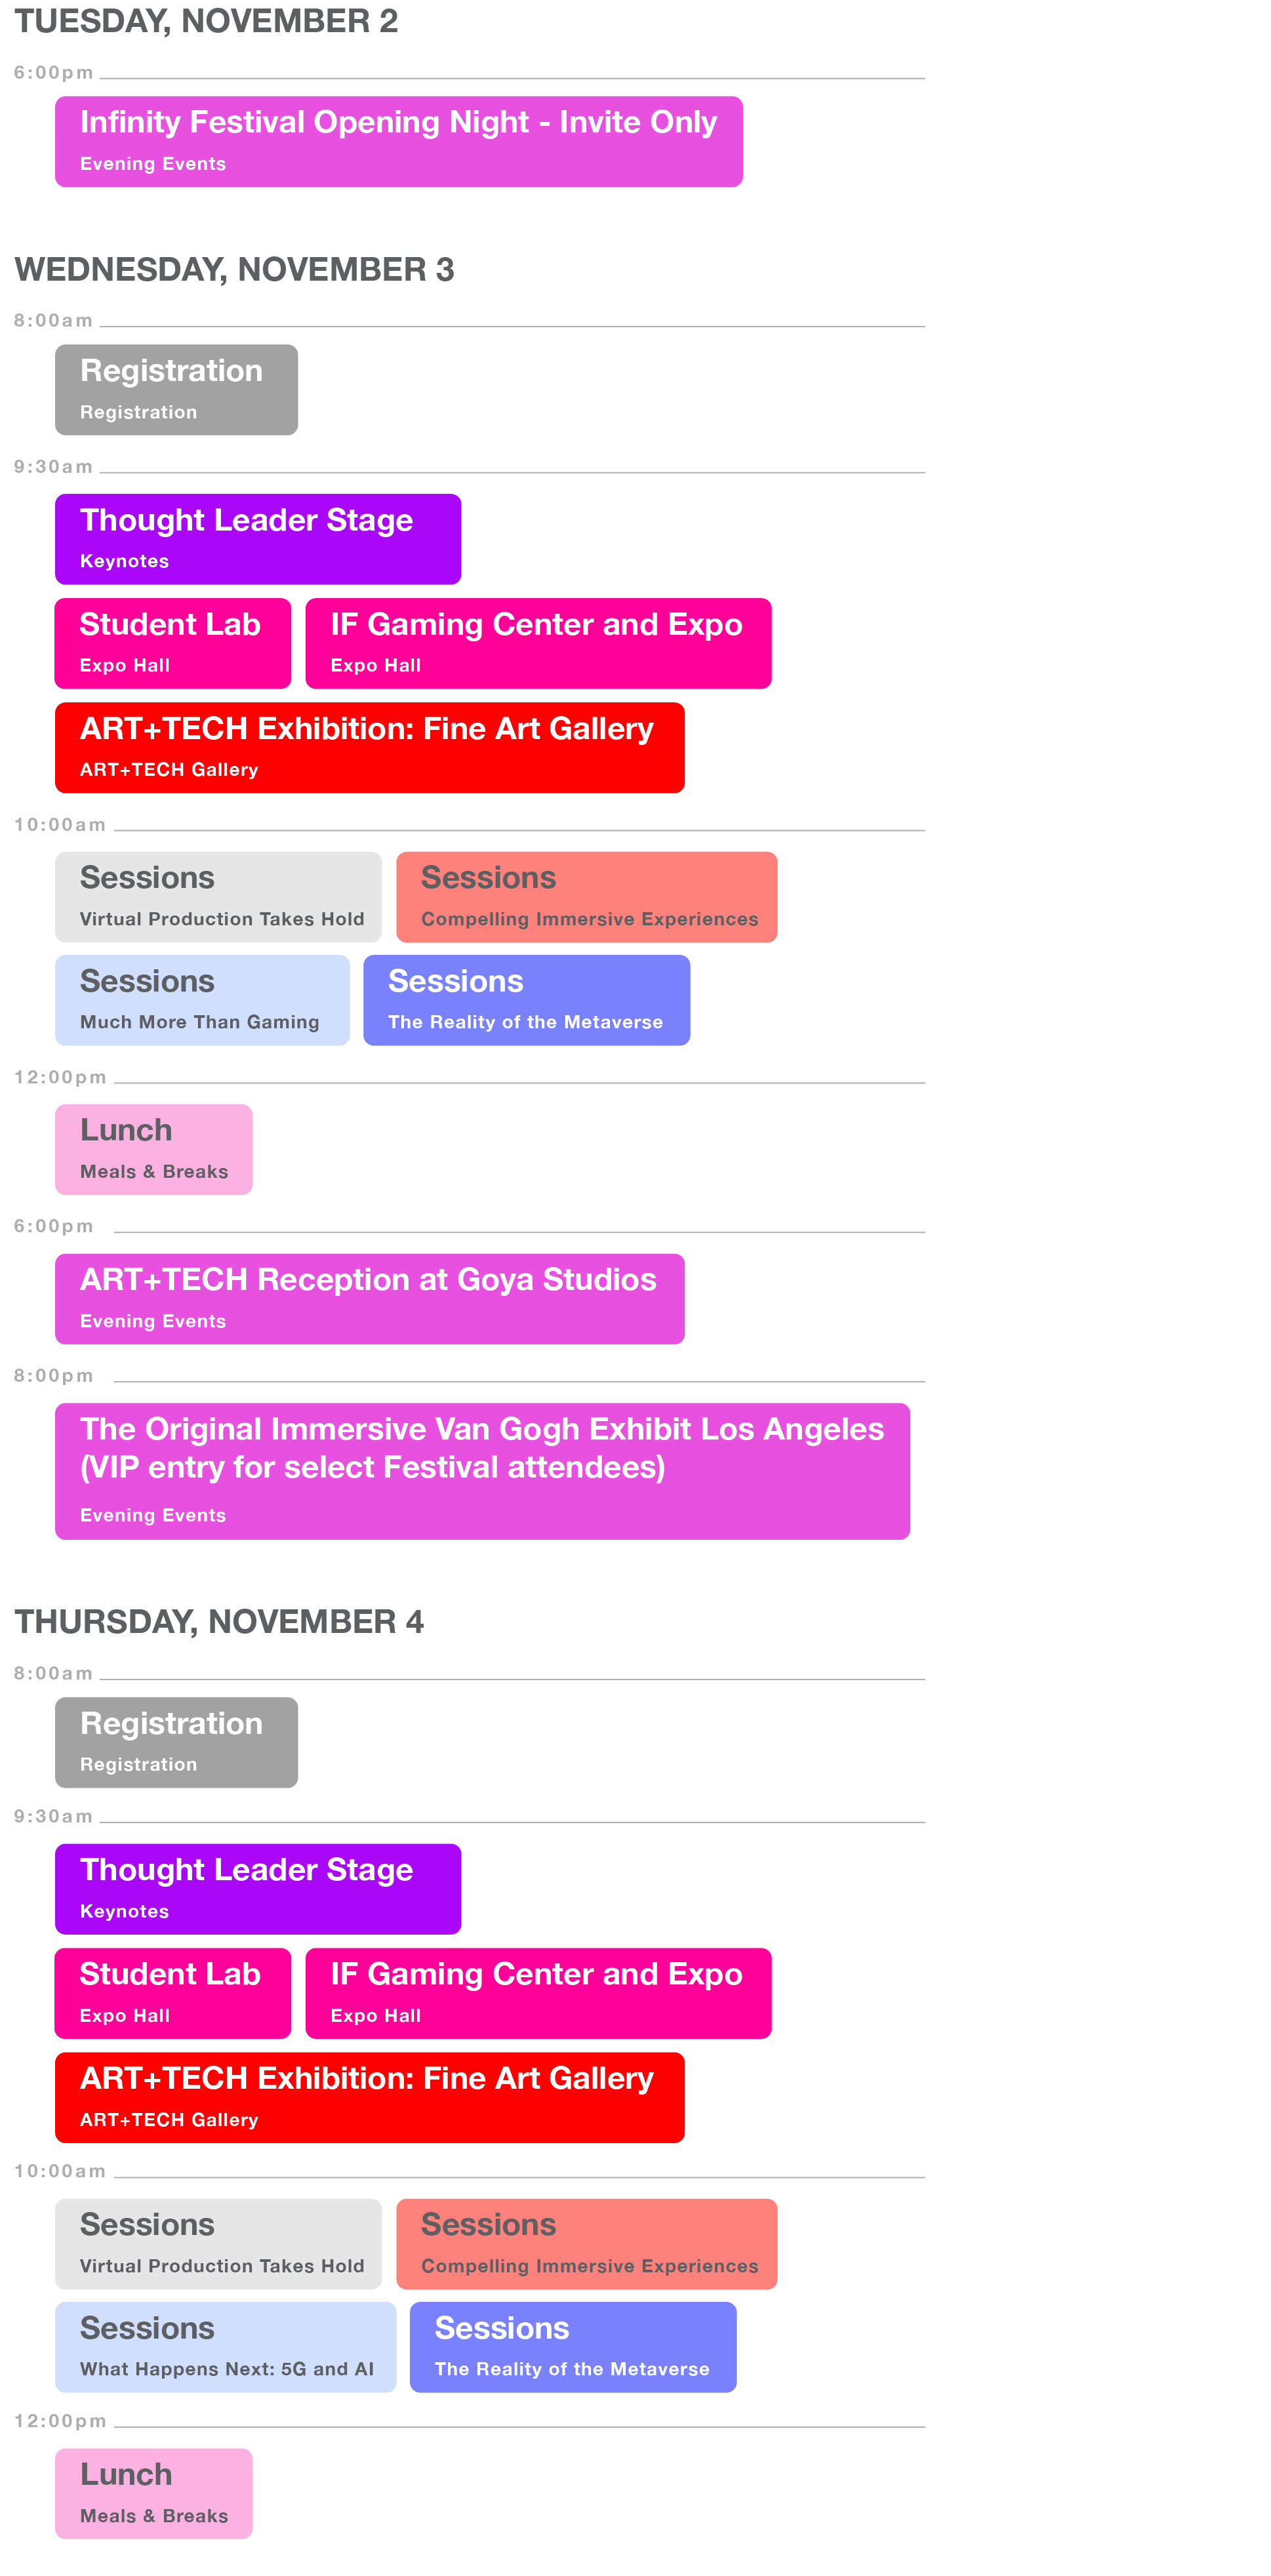 TUESDAY, NOVEMBER 2
6:00pm
Infinity Festival Opening Night - Invite Only
Evening Events
WEDNESDAY, NOVEMBER 3
8:00am
Registration
Registration
9:30am
Thought Leader Stage
Keynotes
Student Lab
Expo Hall
IF Gaming Center and Expo
Expo Hall
ART+TECH Exhibition: Fine Art Gallery
ART+TECH Gallery
10:00am
Sessions
Virtual Production Takes Hold
Sessions
Compelling Immersive Experiences
Sessions
Much More Than Gaming
Sessions
The Reality of the Metaverse
12:00pm
Lunch
Meals & Breaks
6:00pm
ART+TECH Reception at Goya Studios
Evening Events
8:00pm
The Original Immersive Van Gogh Exhibit Los Angeles
(VIP entry for select Festival attendees)
Evening Events
THURSDAY, NOVEMBER 4
8:00am
Registration
Registration
9:30am
Thought Leader Stage
Keynotes
Student Lab
Expo Hall
IF Gaming Center and Expo
Expo Hall
ART+TECH Exhibition: Fine Art Gallery
ART+TECH Gallery
10:00am
Sessions
Virtual Production Takes Hold
Sessions
Compelling Immersive Experiences
Sessions
What Happens Next: 5G and AI
Sessions
The Reality of the Metaverse
12:00pm
Lunch
Meals & Breaks